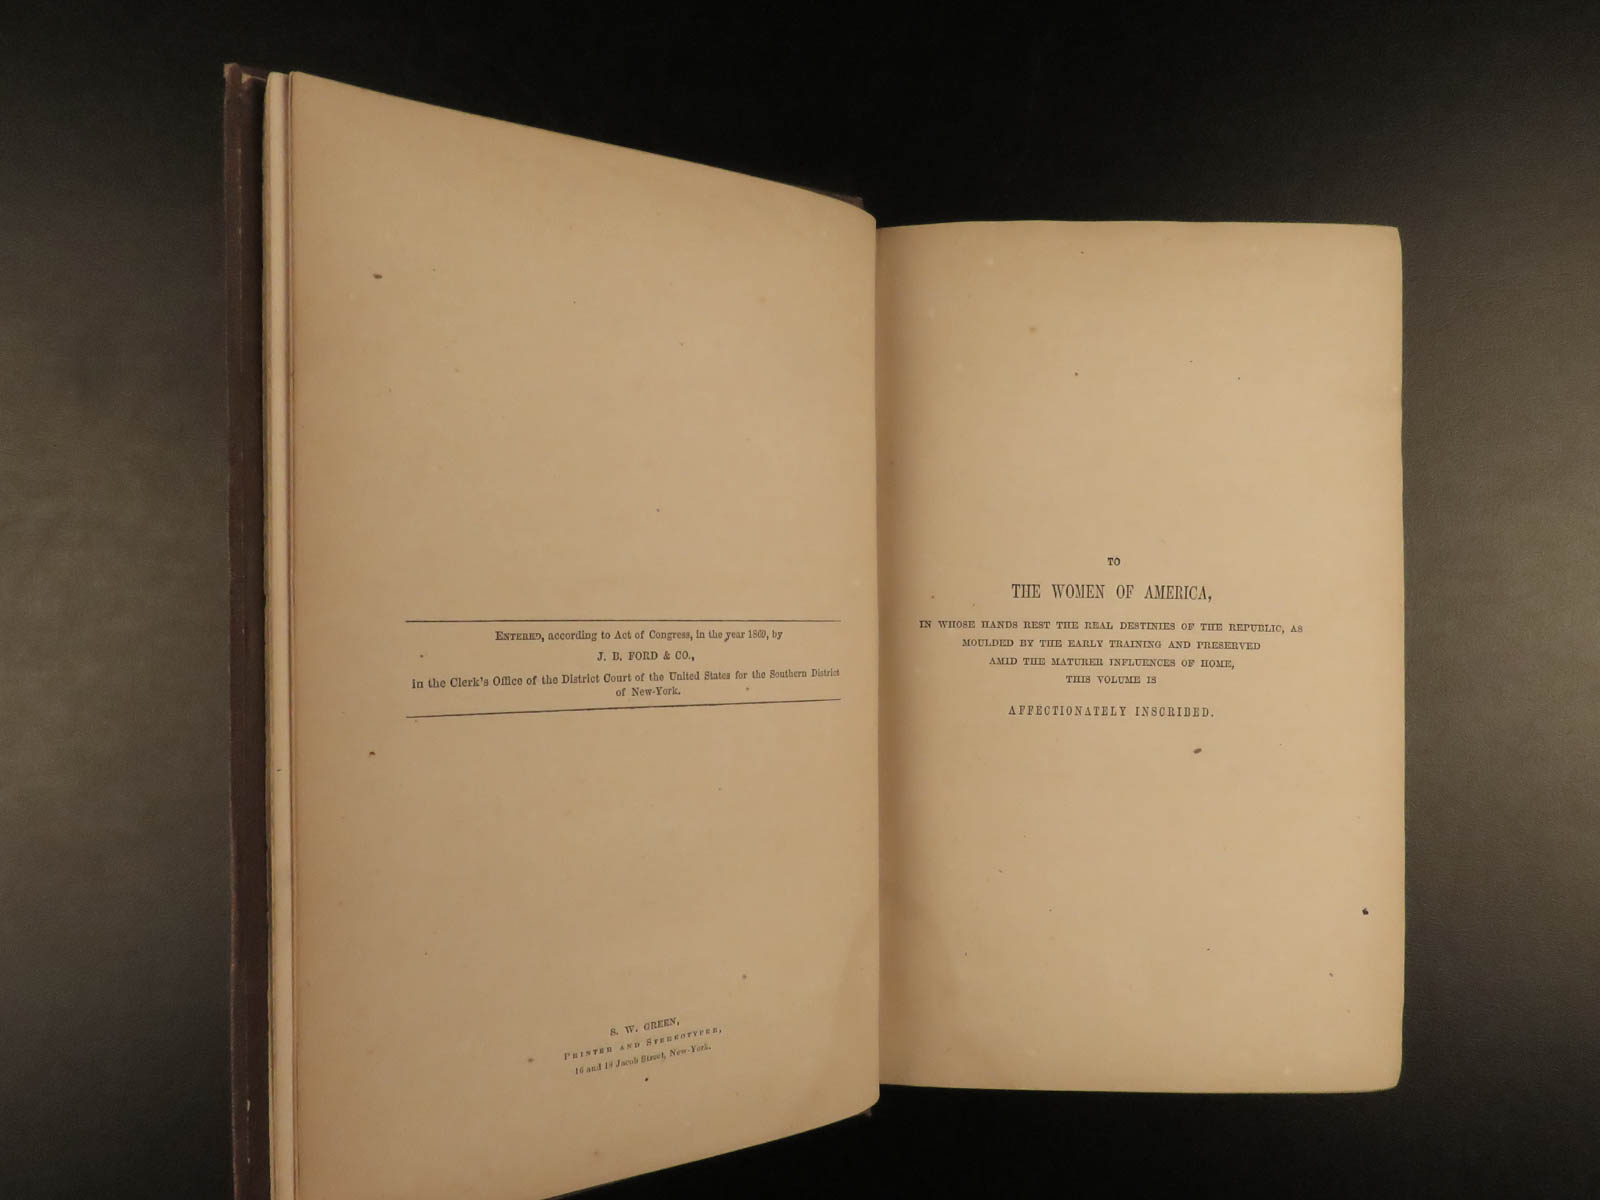 ENTERED, according to Act of Congress, in the year 1869, by
J. B. FORD & CO.,
in the Clerk's Office of the District Court of the United States for the Southern District
of New-York.
S. W. GREEN,
PRINTER AND STEREOTYPER,
16 and 18 Jacob Street, New-York.
TO
THE WOMEN OF AMERICA,
IN WHOSE HANDS REST THE REAL DESTINIES OF THE REPUBLIC, AS
MOULDED BY THE EARLY TRAINING AND PRESERVED
AMID THE MATURER INFLUENCES OF HOME,
THIS VOLUME IS
AFFECTIONATELY INSCRIBED.